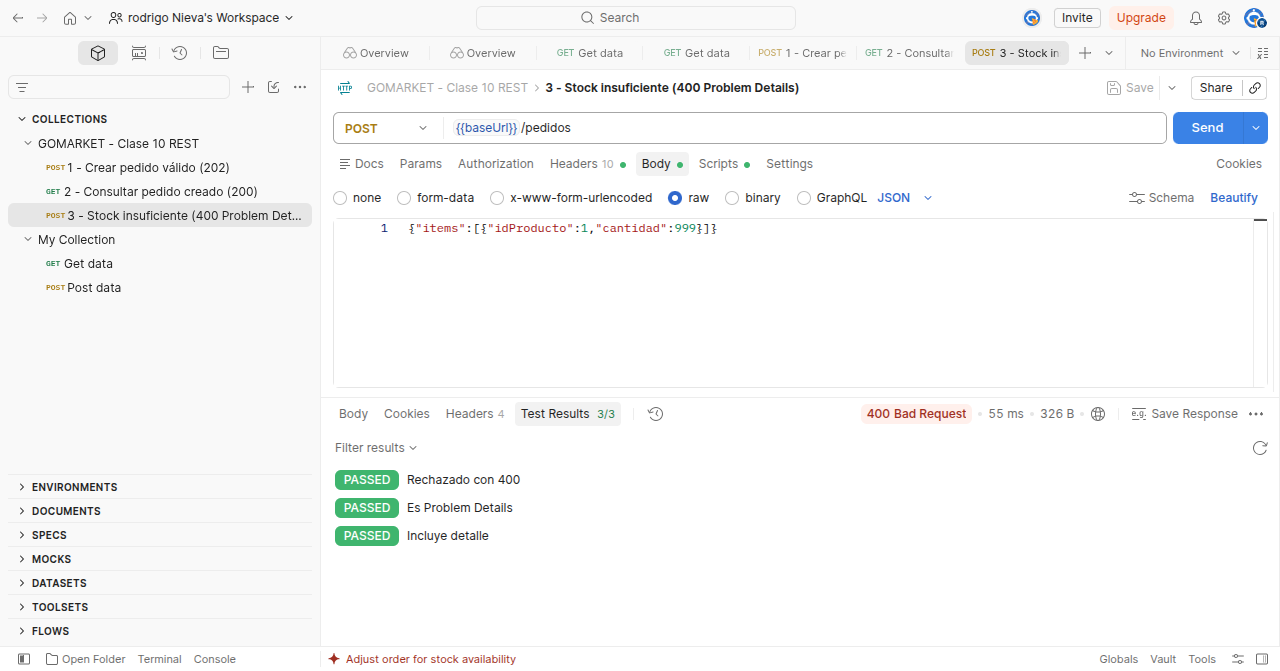 rodrigo Nieva's Workspace
Search
Invite
Upgrade
Overview
Overview
GET Get data
GET Get data
POST 1 - Crear pe
GET 2 - Consultar
POST 3 - Stock in
No Environment
COLLECTIONS
GOMARKET - Clase 10 REST
POST 1 - Crear pedido válido (202)
GET 2 - Consultar pedido creado (200)
POST 3 - Stock insuficiente (400 Problem Det...
My Collection
GET Get data
POST Post data
ENVIRONMENTS
DOCUMENTS
SPECS
MOCKS
DATASETS
TOOLSETS
FLOWS
HTTP GOMARKET - Clase 10 REST > 3 - Stock insuficiente (400 Problem Details)
Save
Share
POST {{baseUrl}} /pedidos
Send
Docs Params Authorization Headers 10 Body Scripts Settings
Cookies
none form-data x-www-form-urlencoded raw binary GraphQL JSON
Schema Beautify
1 {"items":[{"idProducto":1,"cantidad":999}]}
Body Cookies Headers 4 Test Results 3/3
400 Bad Request • 55 ms • 326 B
e.g. Save Response
Filter results
PASSED Rechazado con 400
PASSED Es Problem Details
PASSED Incluye detalle
Open Folder Terminal Console
Adjust order for stock availability
Globals Vault Tools